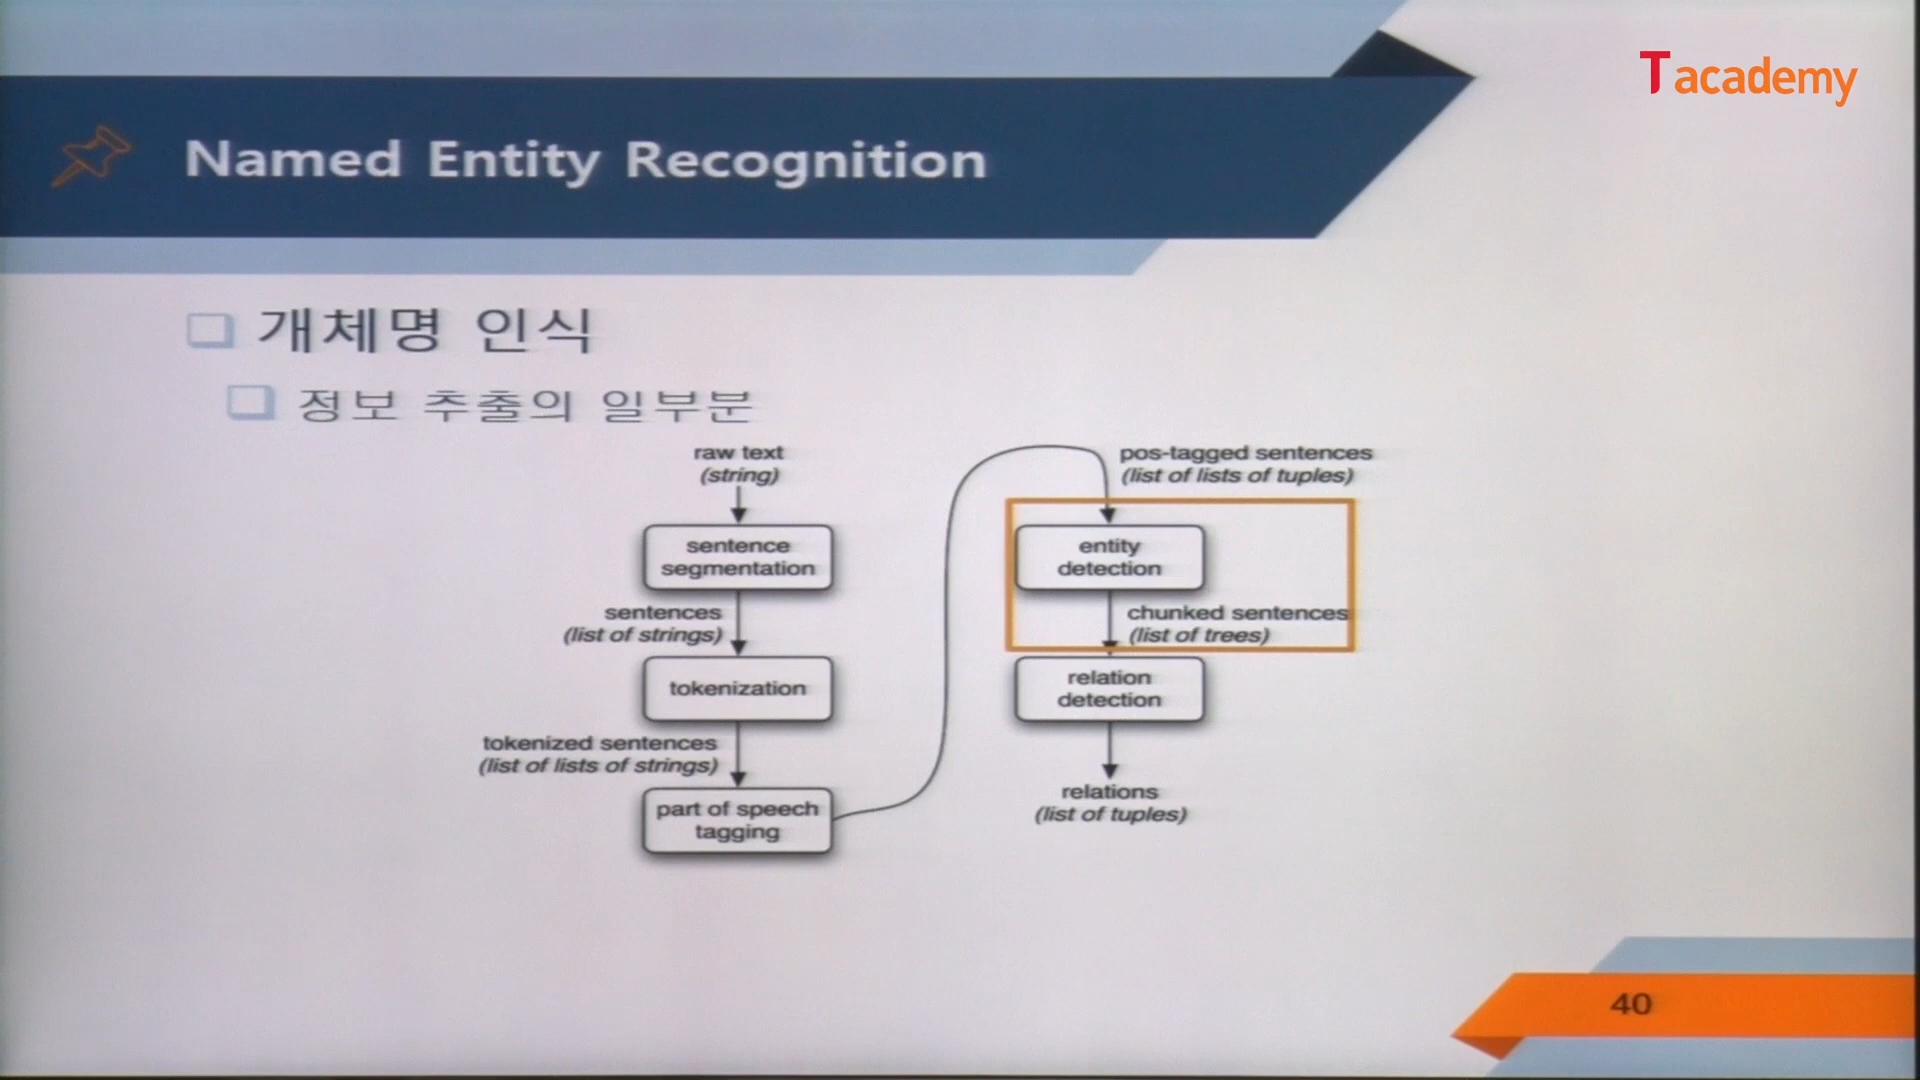 T academy
Named Entity Recognition
개체명 인식
정보 추출의 일부분
raw text
(string)
sentence
segmentation
sentences
(list of strings)
tokenization
tokenized sentences
(list of lists of strings)
part of speech
tagging
pos-tagged sentences
(list of lists of tuples)
entity
detection
chunked sentences
(list of trees)
relation
detection
relations
(list of tuples)
40